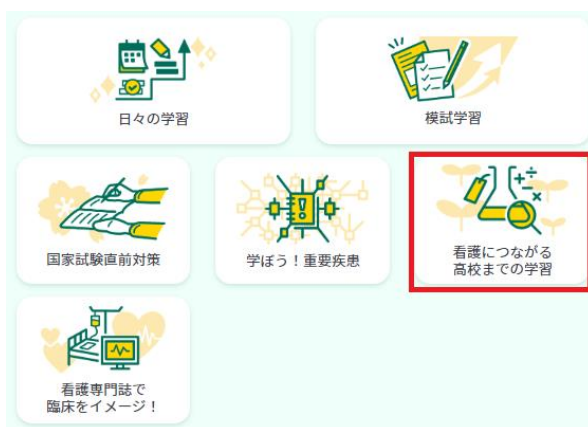 日々の学習
模試学習
国家試験直前対策
学ぼう！重要疾患
看護につながる
高校までの学習
看護専門誌で
臨床をイメージ！